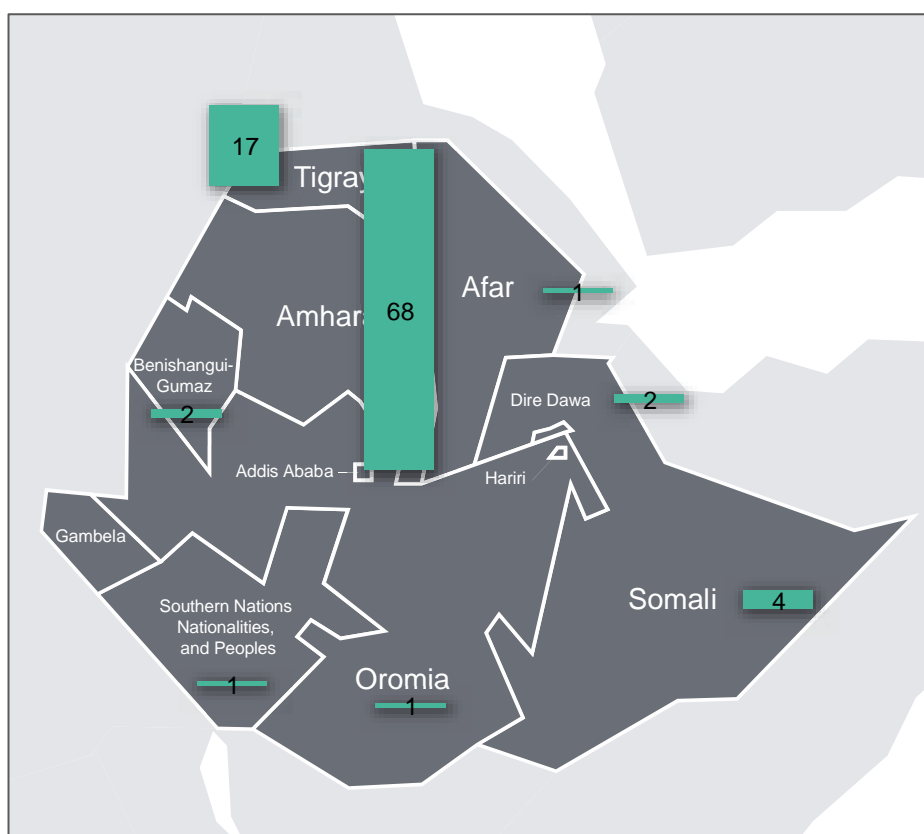 17
Tigray
68
Afar
1
Amhara
Benishangui-
Gumaz
2
Dire Dawa
2
Addis Ababa
Hariri
Gambela
Somali
4
Southern Nations
Nationalities,
and Peoples
1
Oromia
1